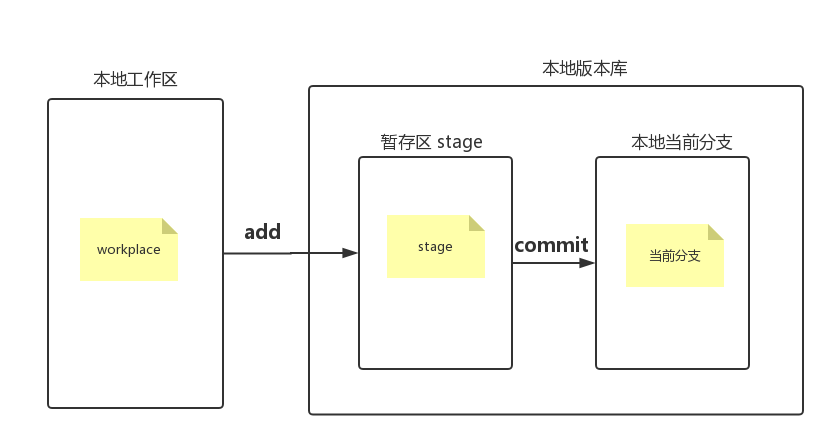 本地工作区
本地版本库
暂存区 stage
本地当前分支
workplace
add
stage
commit
当前分支